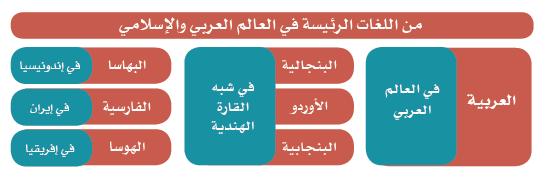 من اللغات الرئيسة في العالم العربي والإسلامي
العربية
في العالم
العربي
البنجالية
الأوردو
البنجابية
في شبه
القارة
الهندية
البهاسا
في إندونيسيا
الفارسية
في إيران
الهوسا
في إفريقيا